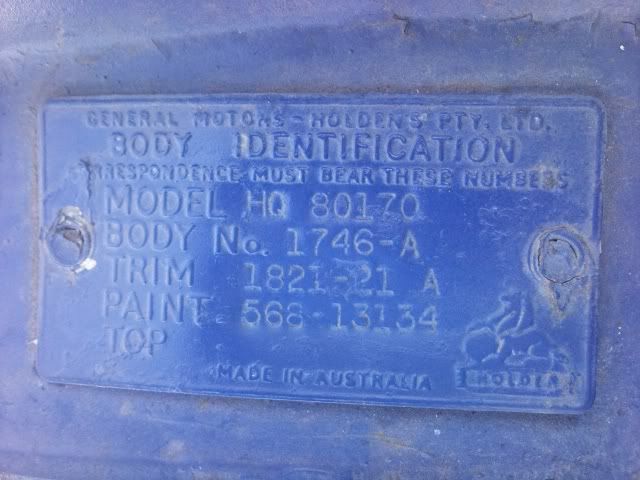 GENERAL MOTORS - HOLDEN'S PTY. LTD.
BODY IDENTIFICATION
CORRESPONDENCE MUST BEAR THESE NUMBERS
MODEL HQ 80170
BODY No. 1746-A
TRIM 1821-21 A
PAINT 568-13134
TOP
MADE IN AUSTRALIA
HOLDEN